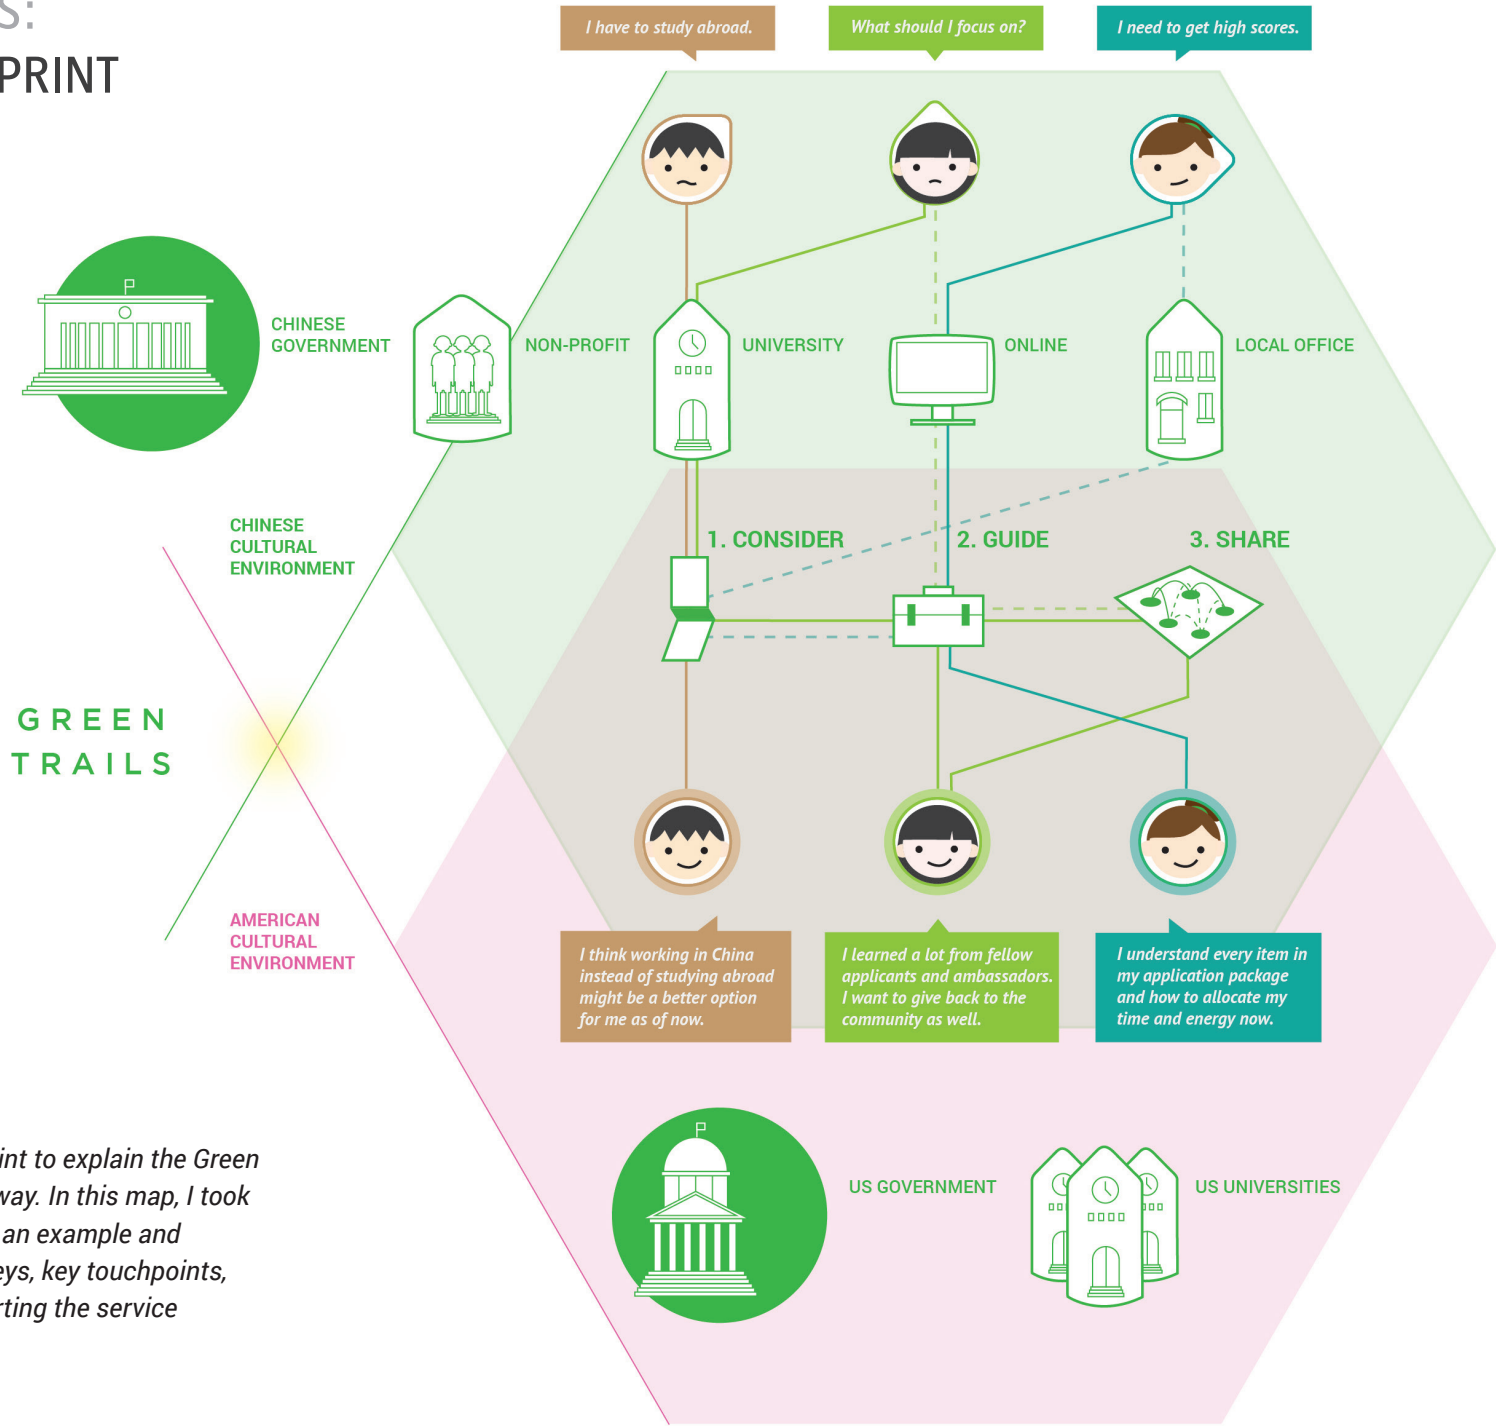 S:
PRINT
I have to study abroad.
What should I focus on?
I need to get high scores.
CHINESE
GOVERNMENT
NON-PROFIT
UNIVERSITY
ONLINE
LOCAL OFFICE
CHINESE
CULTURAL
ENVIRONMENT
1. CONSIDER
2. GUIDE
3. SHARE
GREEN
TRAILS
AMERICAN
CULTURAL
ENVIRONMENT
I think working in China
instead of studying abroad
might be a better option
for me as of now.
I learned a lot from fellow
applicants and ambassadors.
I want to give back to the
community as well.
I understand every item in
my application package
and how to allocate my
time and energy now.
int to explain the Green
way. In this map, I took
an example and
eys, key touchpoints,
rting the service
US GOVERNMENT
US UNIVERSITIES